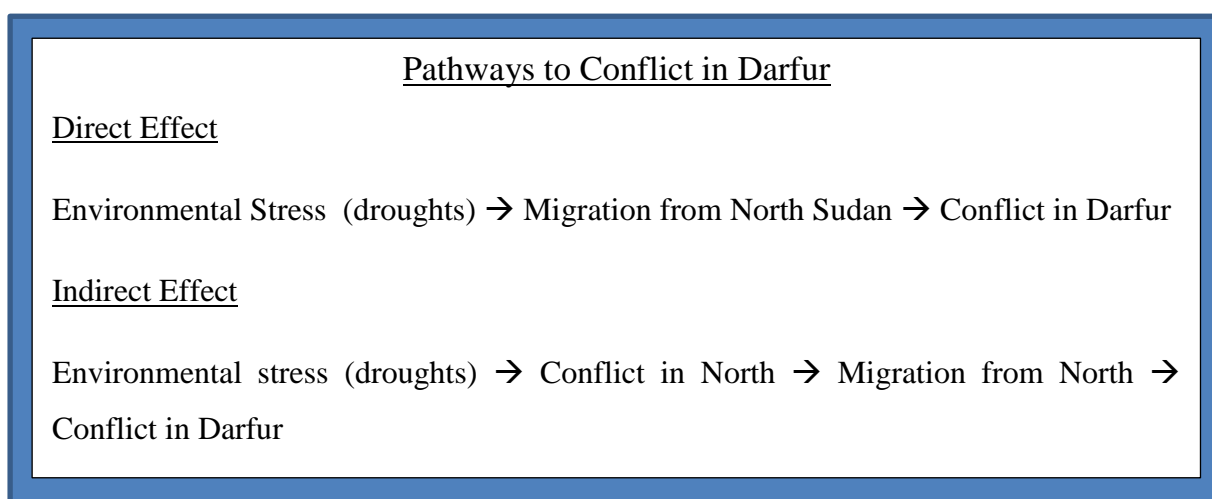 Pathways to Conflict in Darfur
Direct Effect
Environmental Stress (droughts) → Migration from North Sudan → Conflict in Darfur
Indirect Effect
Environmental stress (droughts) → Conflict in North → Migration from North →
Conflict in Darfur